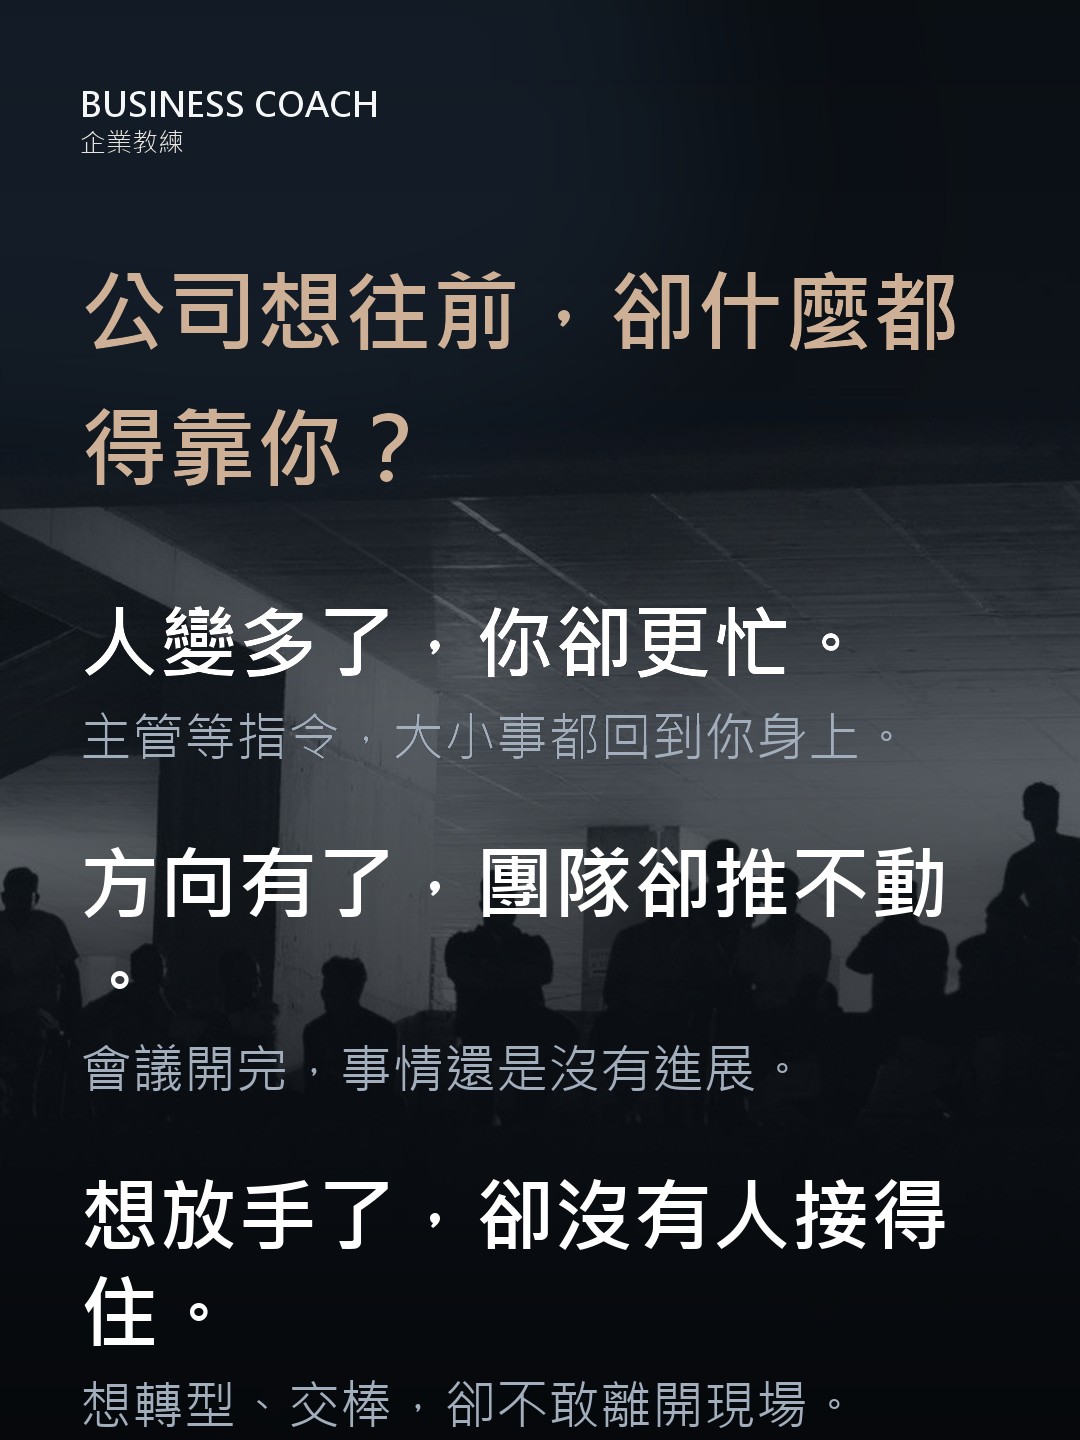 BUSINESS COACH
企業教練
公司想往前，卻什麼都
得靠你？
人變多了，你卻更忙。
主管等指令，大小事都回到你身上。
方向有了，團隊卻推不動
。
會議開完，事情還是沒有進展。
想放手了，卻沒有人接得
住。
想轉型、交棒，卻不敢離開現場。